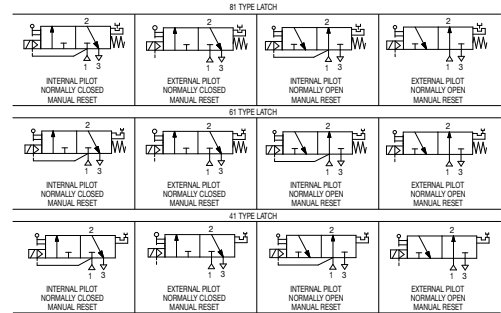 81 TYPE LATCH
2 2 2 2
1 3 1 3 1 3 1 3
INTERNAL PILOT EXTERNAL PILOT INTERNAL PILOT EXTERNAL PILOT
NORMALLY CLOSED NORMALLY CLOSED NORMALLY OPEN NORMALLY OPEN
MANUAL RESET MANUAL RESET MANUAL RESET MANUAL RESET
61 TYPE LATCH
2 2 2 2
1 3 1 3 1 3 1 3
INTERNAL PILOT EXTERNAL PILOT INTERNAL PILOT EXTERNAL PILOT
NORMALLY CLOSED NORMALLY CLOSED NORMALLY OPEN NORMALLY OPEN
MANUAL RESET MANUAL RESET MANUAL RESET MANUAL RESET
41 TYPE LATCH
2 2 2 2
1 3 1 3 1 3 1 3
INTERNAL PILOT EXTERNAL PILOT INTERNAL PILOT EXTERNAL PILOT
NORMALLY CLOSED NORMALLY CLOSED NORMALLY OPEN NORMALLY OPEN
MANUAL RESET MANUAL RESET MANUAL RESET MANUAL RESET